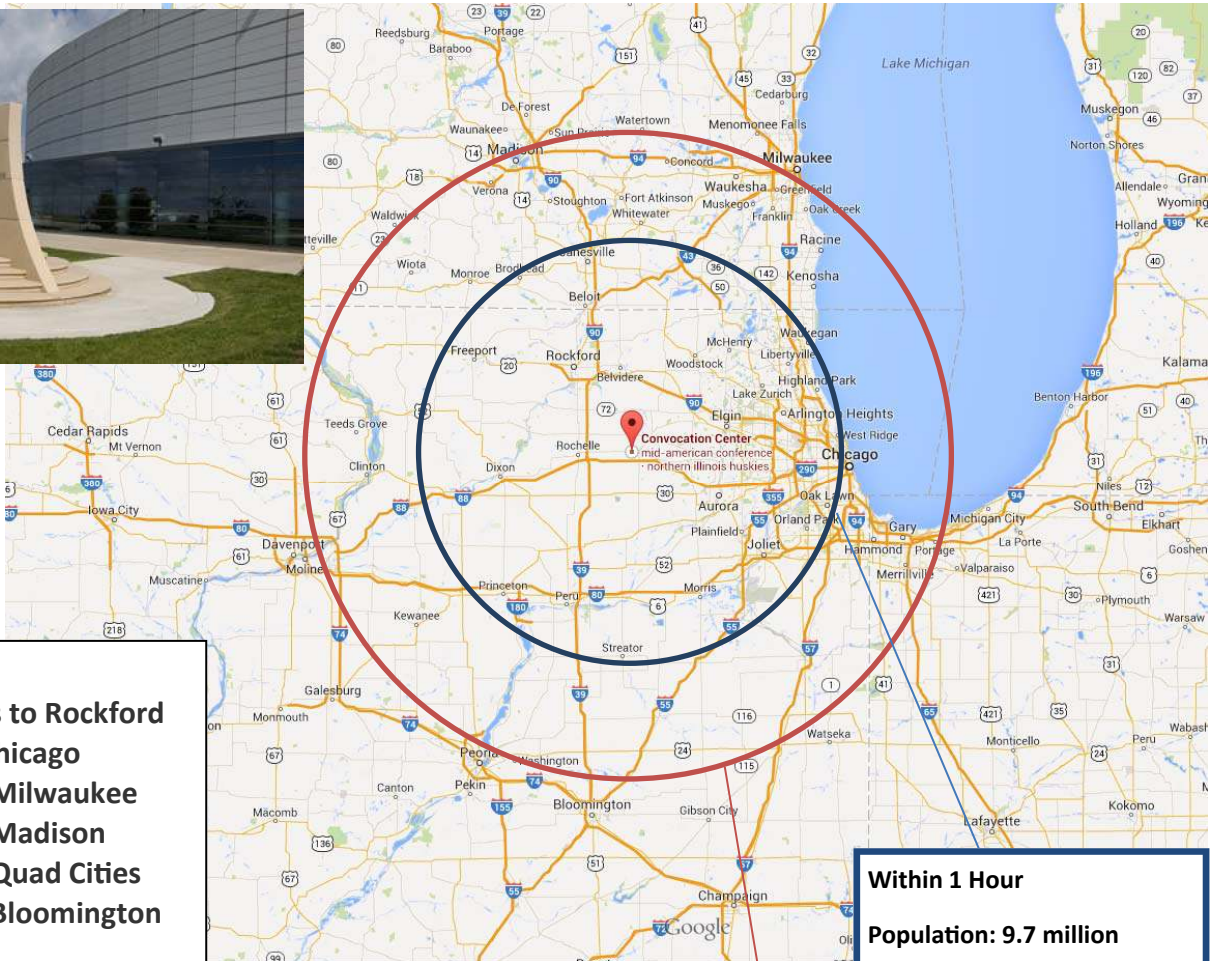 Reedsburg
Baraboo
Portage
De Forest
Waunakee
Sun Prairie
Watertown
Menomonee Falls
Cedarburg
Lake Michigan
Muskegon
Norton Shores
Madison
Concord
Milwaukee
Verona
Stoughton
Fort Atkinson
Waukesha
Greenfield
Whitewater
Muskego
Franklin
Oak Creek
Allendale
Wyoming
Holland
Wiota
Monroe
Brodhead
Janesville
Racine
Kenosha
Beloit
Waukegan
Freeport
Rockford
McHenry
Libertyville
Woodstock
Belvidere
Highland Park
Lake Zurich
Benton Harbor
Cedar Rapids
Mt Vernon
Teeds Grove
Elgin
Arlington Heights
West Ridge
Rochelle
Convocation Center
mid-american conference
· northern illinois huskies
Chicago
Clinton
Dixon
Aurora
Oak Lawn
Iowa City
Plainfield
Orland Park
Niles
South Bend
Elkhart
Goshen
Michigan City
La Porte
Gary
Hammond
Portage
Davenport
Moline
Joliet
Merrillville
Valparaiso
Muscatine
Princeton
Peru
Morris
Plymouth
Warsaw
Kewanee
Streator
Galesburg
Monmouth
Watseka
Monticello
Peru
Peoria
Washington
Canton
Pekin
Bloomington
Gibson City
Kokomo
Macomb
Lafayette
Champaign
Google
to Rockford
Chicago
Milwaukee
Madison
Quad Cities
Bloomington
Within 1 Hour
Population: 9.7 million